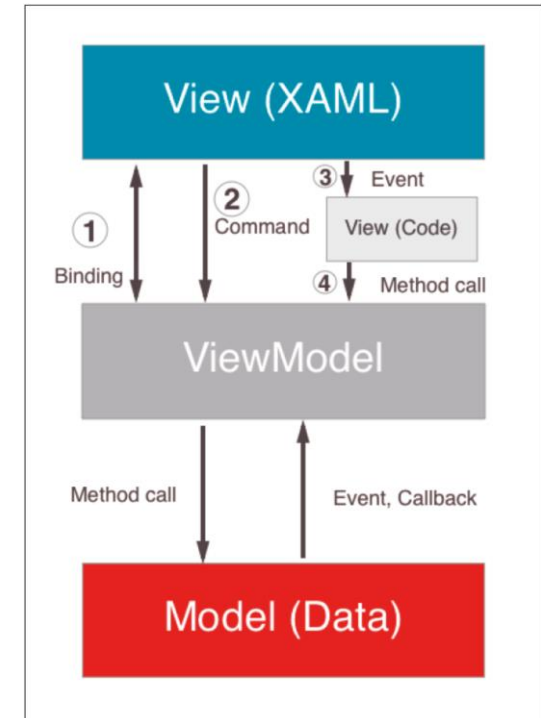 View (XAML)
③ Event
② Command
View (Code)
①
Binding
④ Method call
ViewModel
Method call
Event, Callback
Model (Data)